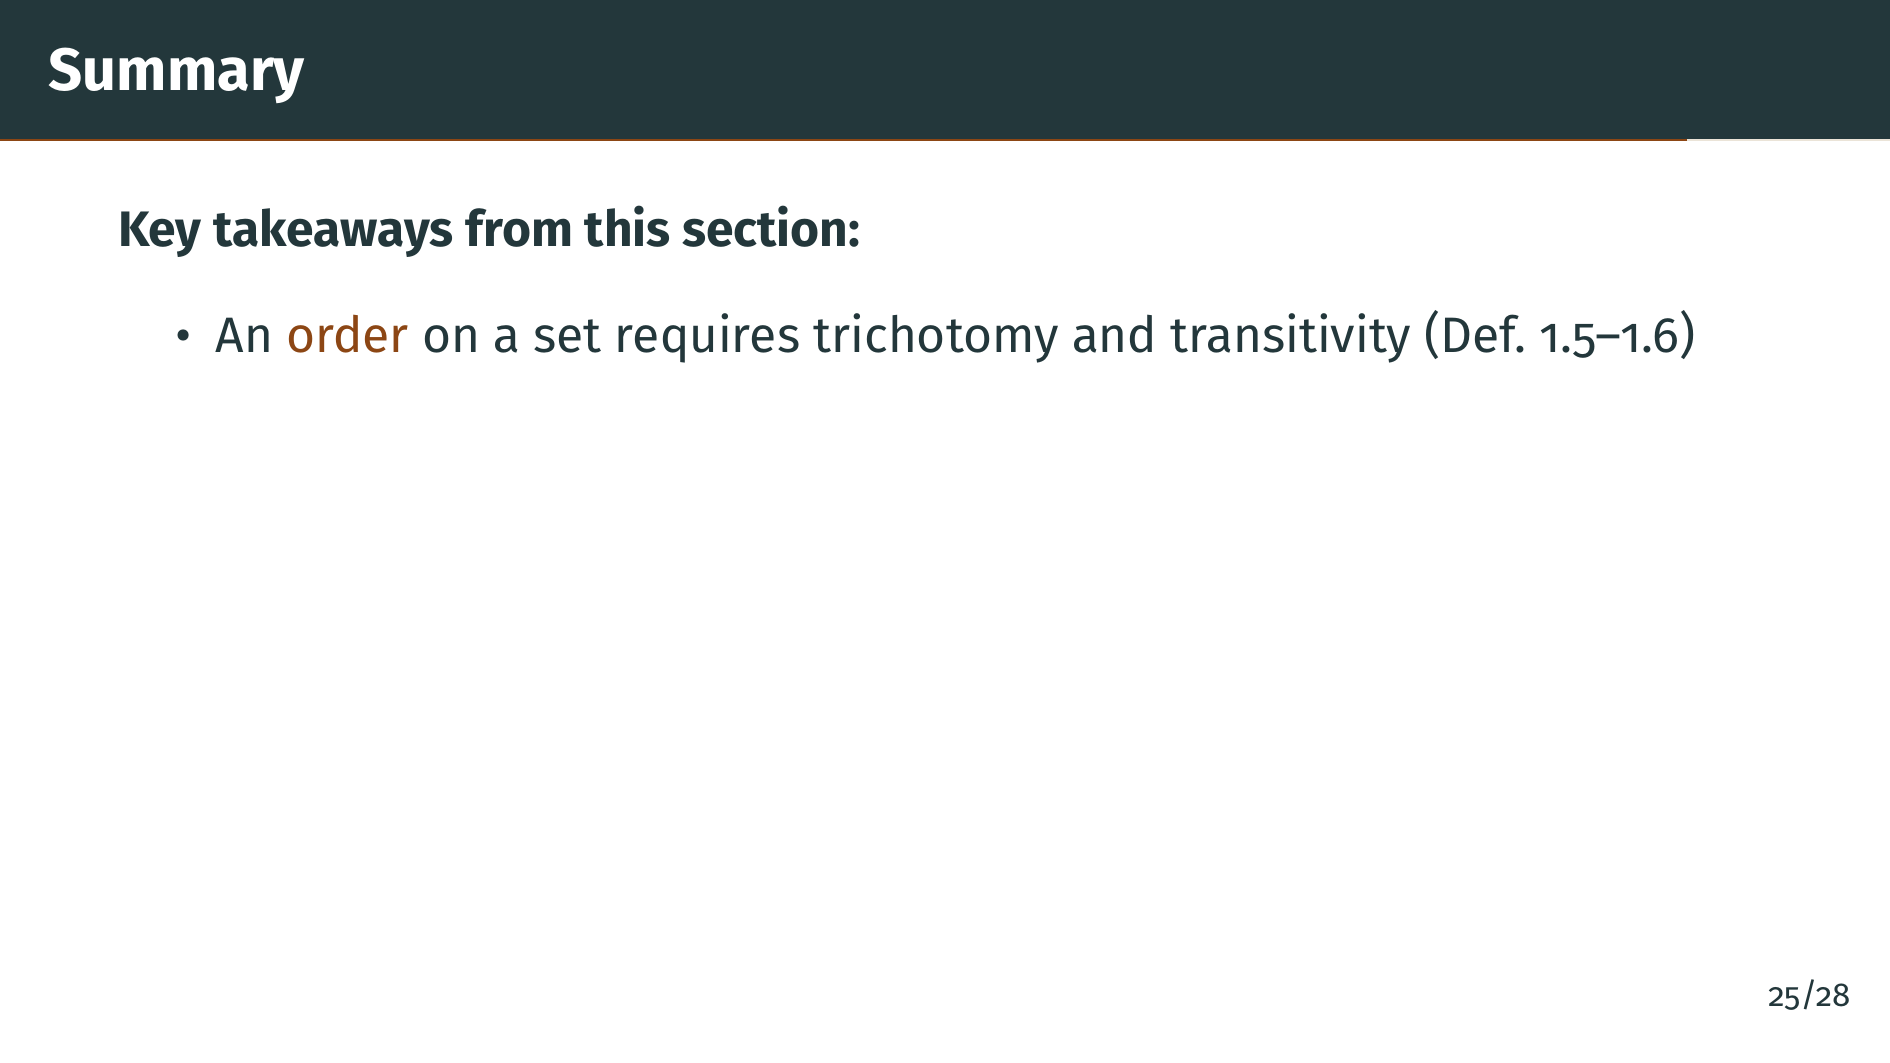 Summary
Key takeaways from this section:
• An order on a set requires trichotomy and transitivity (Def. 1.5–1.6)
25/28